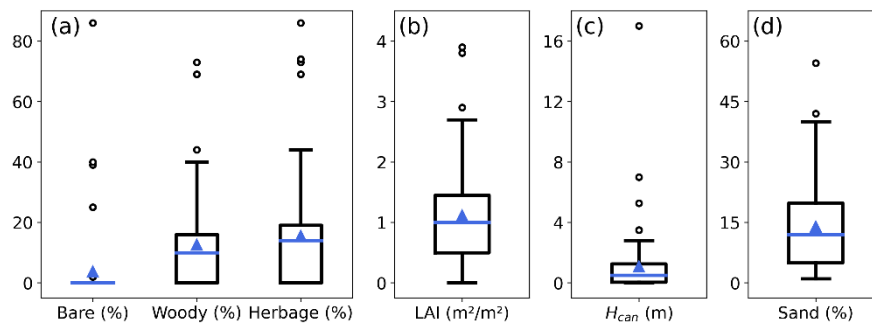 (a)
80
60
40
20
0
Bare (%) Woody (%) Herbage (%)
(b)
4
3
2
1
0
LAI (m²/m²)
(c)
16
12
8
4
0
H_can (m)
(d)
60
45
30
15
0
Sand (%)